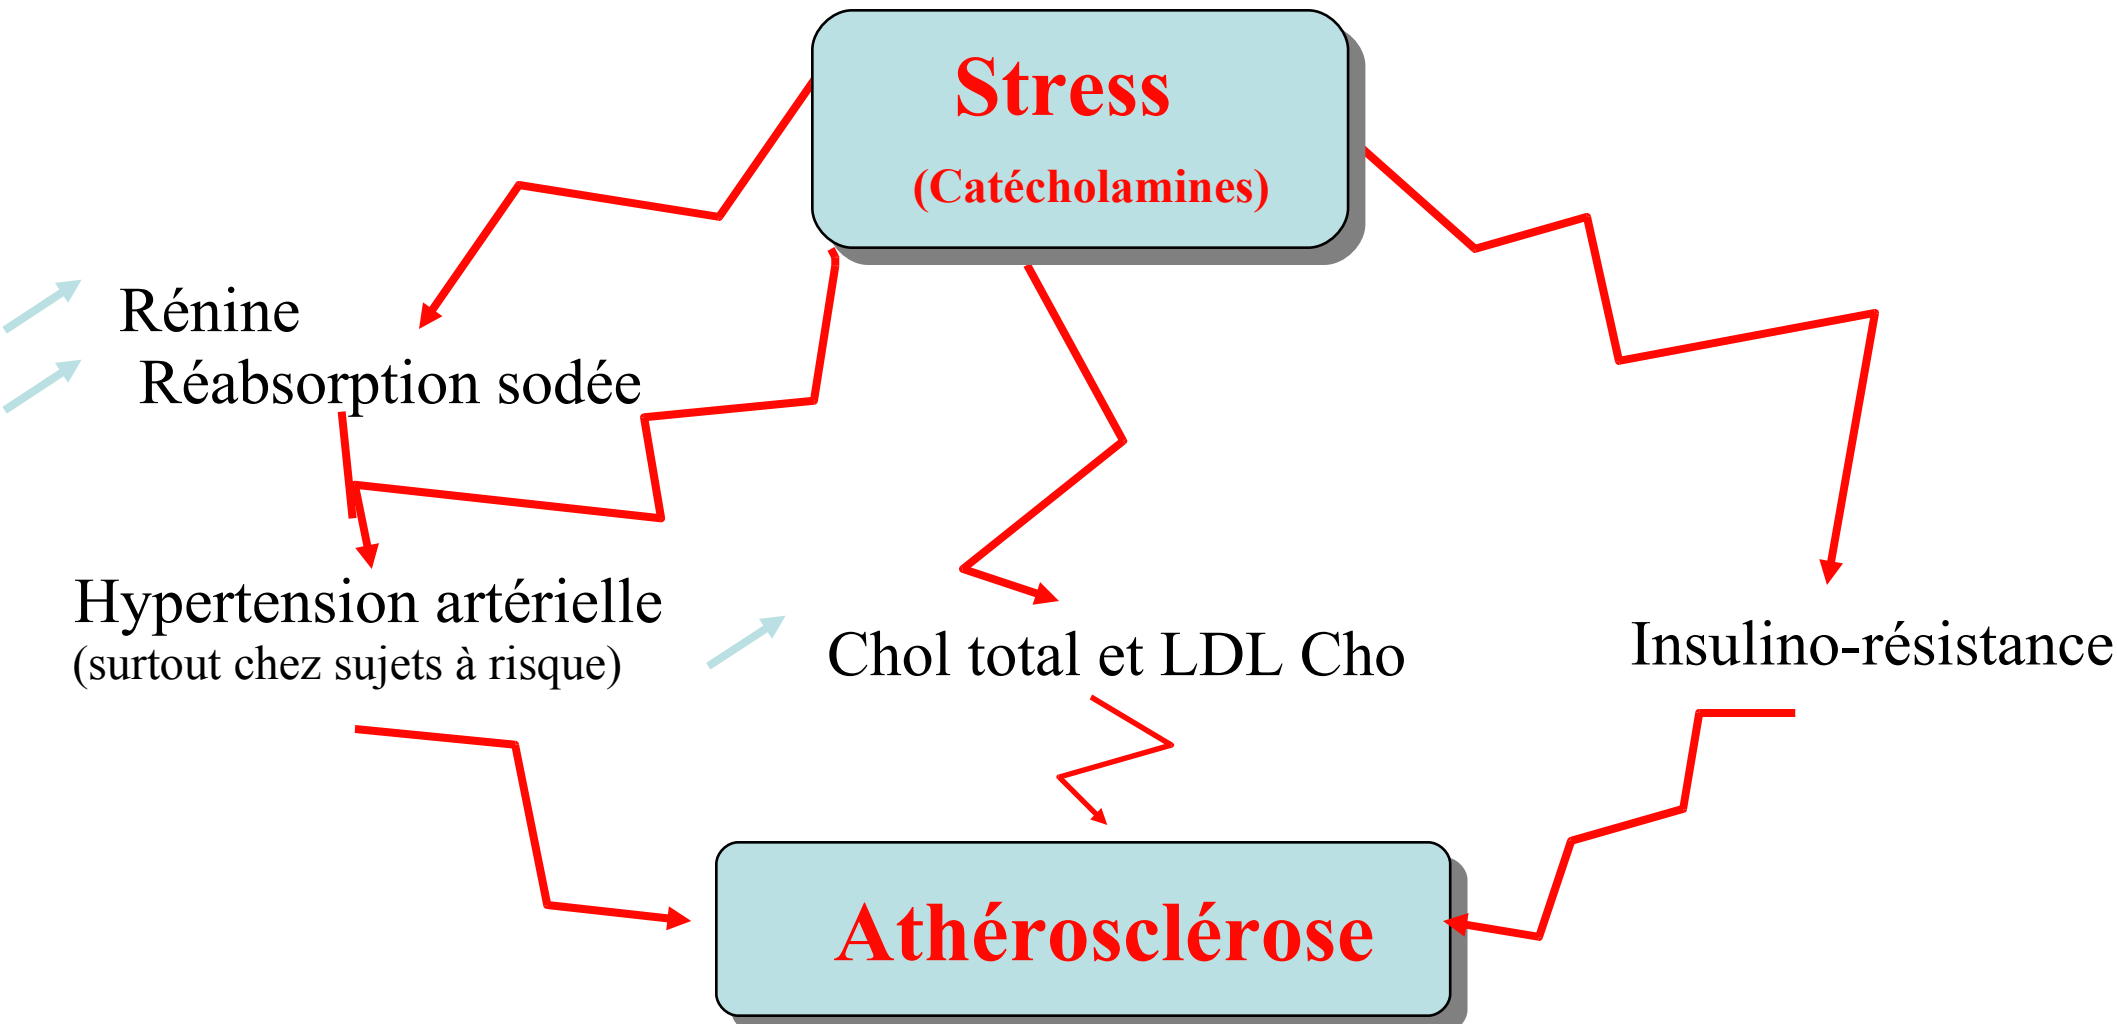 Stress
(Catécholamines)
Rénine
Réabsorption sodée
Hypertension artérielle
(surtout chez sujets à risque)
Chol total et LDL Cho
Insulino-résistance
Athérosclérose